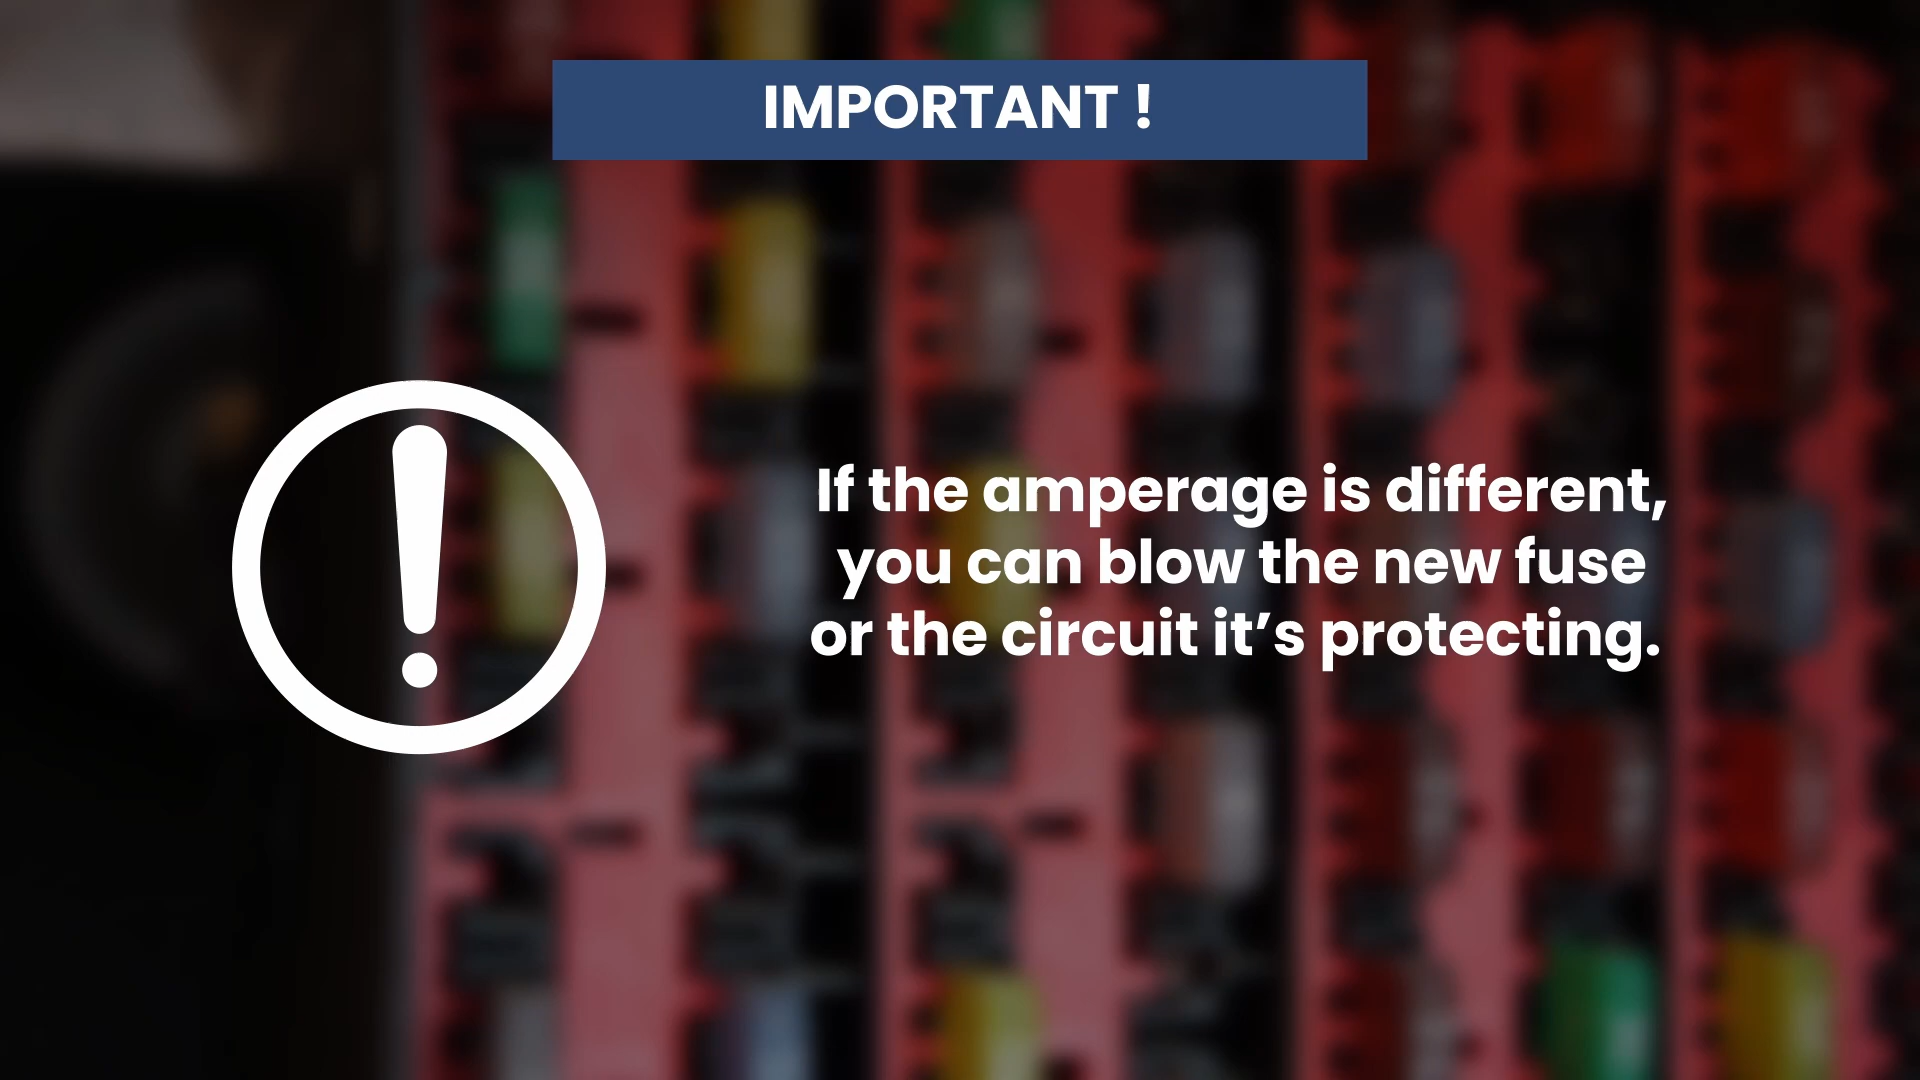 IMPORTANT !
If the amperage is different,
you can blow the new fuse
or the circuit it’s protecting.